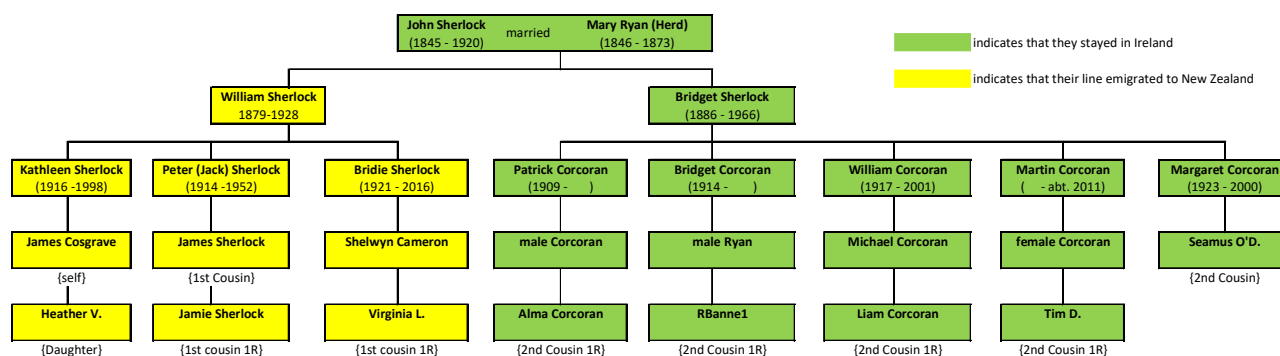 John Sherlock married Mary Ryan (Herd)
(1845 - 1920) (1846 - 1873)
indicates that they stayed in Ireland
indicates that their line emigrated to New Zealand
William Sherlock
1879-1928
Bridget Sherlock
(1886 - 1966)
Kathleen Sherlock
(1916 -1998)
Peter (Jack) Sherlock
(1914 -1952)
Bridie Sherlock
(1921 - 2016)
Patrick Corcoran
(1909 - )
Bridget Corcoran
(1914 - )
William Corcoran
(1917 - 2001)
Martin Corcoran
( - abt. 2011)
Margaret Corcoran
(1923 - 2000)
James Cosgrave
{self}
James Sherlock
{1st Cousin}
Shelwyn Cameron
male Corcoran
male Ryan
Michael Corcoran
female Corcoran
Seamus O'D.
{2nd Cousin}
Heather V.
{Daughter}
Jamie Sherlock
{1st cousin 1R}
Virginia L.
{1st cousin 1R}
Alma Corcoran
{2nd Cousin 1R}
RBanne1
{2nd Cousin 1R}
Liam Corcoran
{2nd Cousin 1R}
Tim D.
{2nd Cousin 1R}